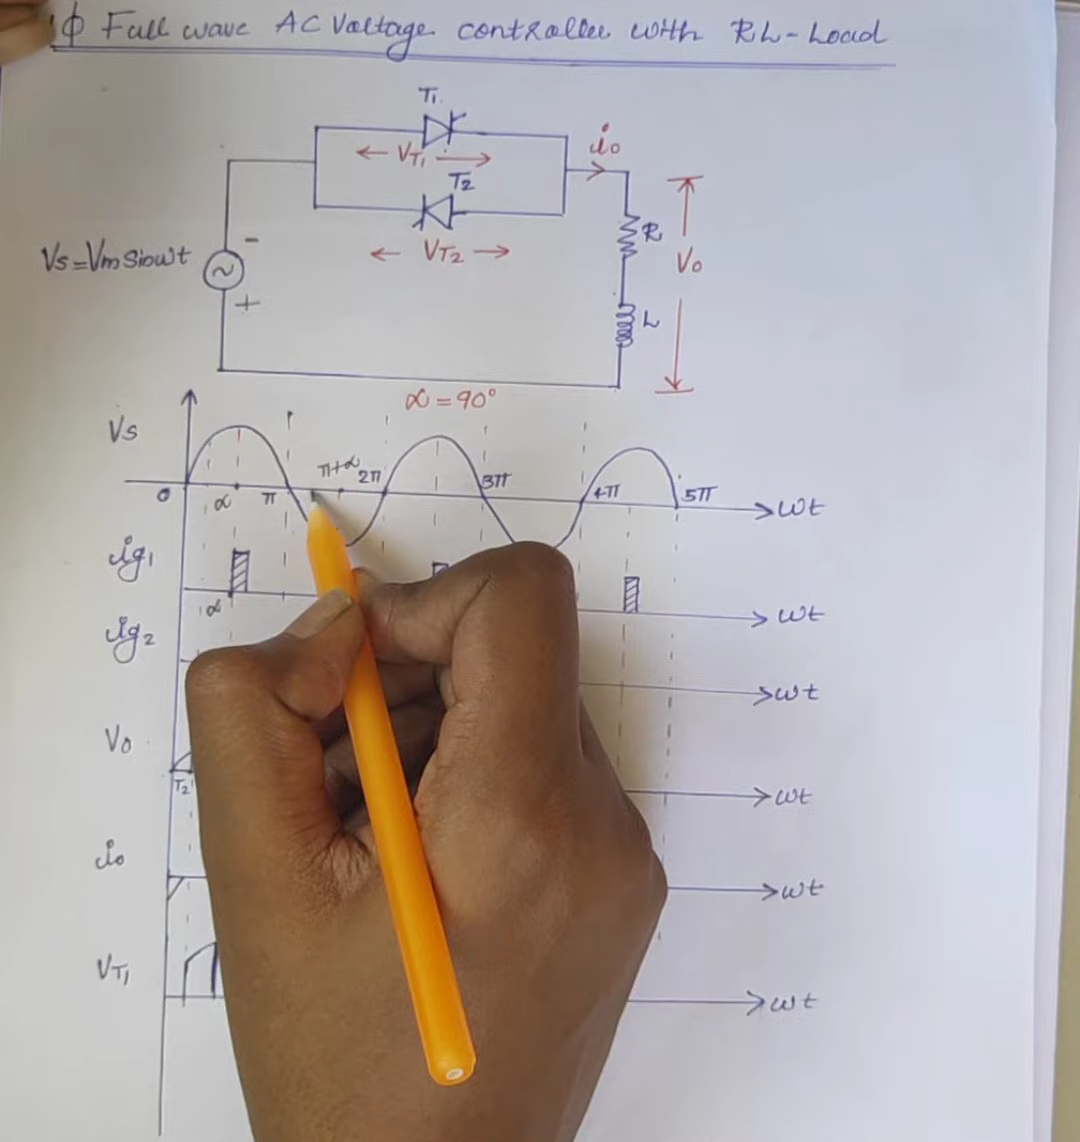 1ϕ Full wave AC Voltage controller with RL-Load
T1
VT1
io
T2
VT2
R
Vo
L
Vs=Vm Sinωt
-
+
α = 90°
Vs
0
α
π
π+α
2π
3π
4π
5π
ωt
ig1
α
ωt
ig2
ωt
Vo
T2
ωt
io
ωt
VT1
ωt